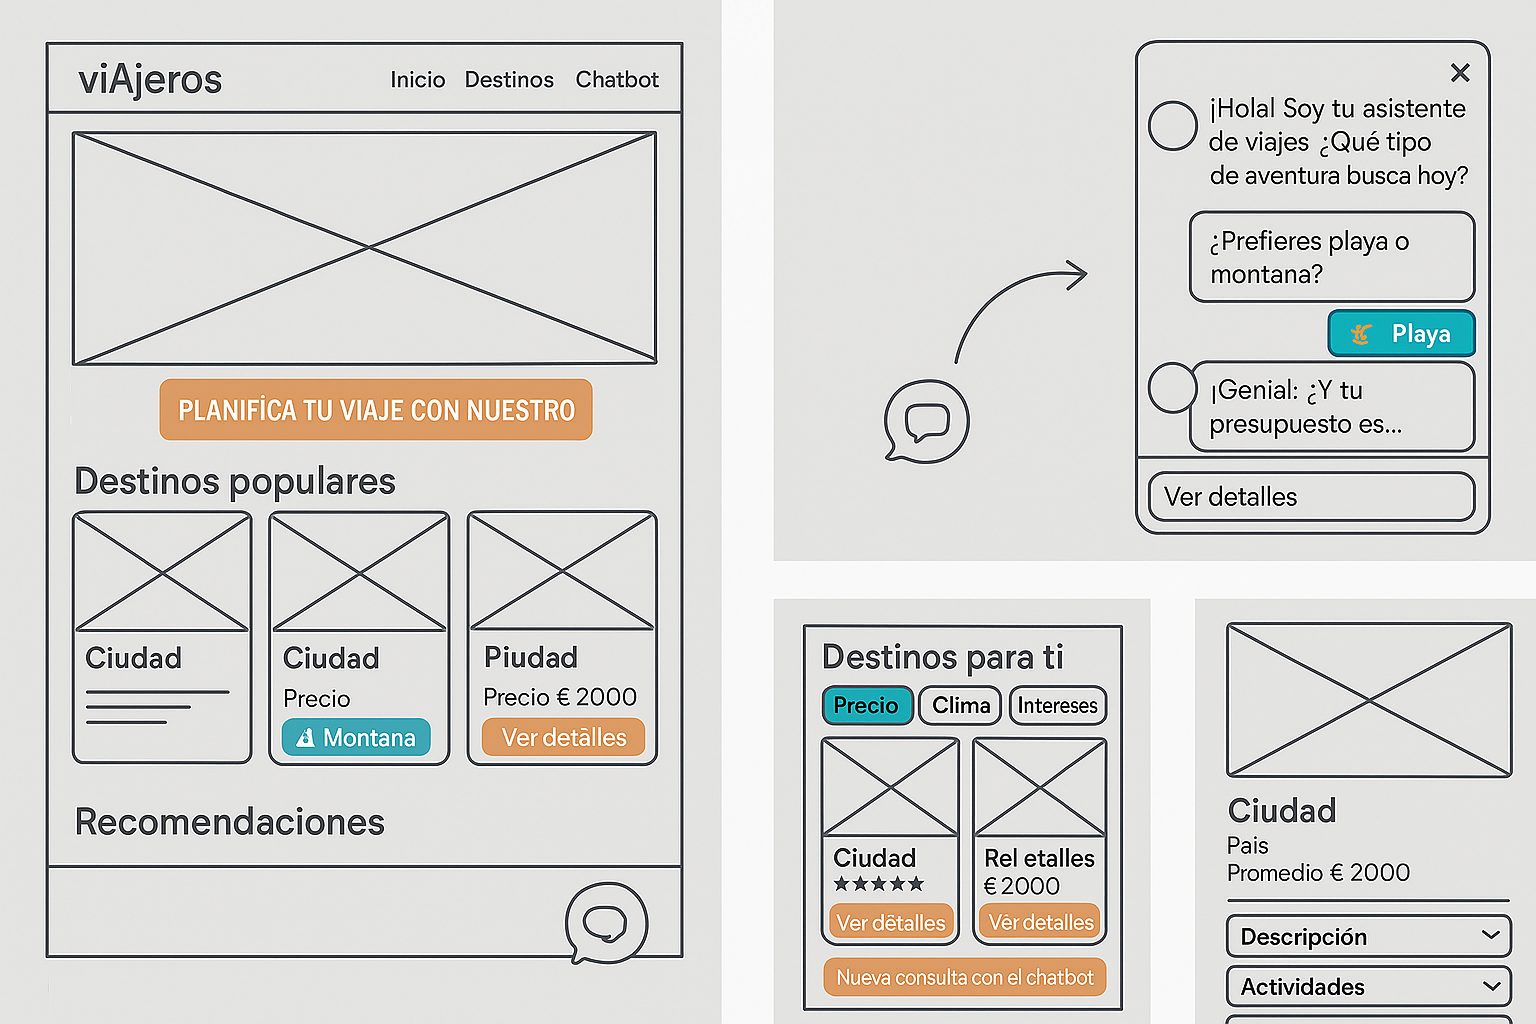 viAjeros
Inicio Destinos Chatbot
PLANIFICA TU VIAJE CON NUESTRO
Destinos populares
Ciudad
Ciudad
Precio
Montana
Piudad
Precio € 2000
Ver detàlles
Recomendaciones
¡Hola! Soy tu asistente
de viajes ¿Qué tipo
de aventura busca hoy?
¿Prefieres playa o
montana?
Playa
¡Genial: ¿Y tu
presupuesto es...
Ver detalles
Destinos para ti
Precio Clima Intereses
Ciudad
★★★★★
Ver dëtalles
Rel etalles
€ 2000
Vêr detalles
Nueva consulta con el chatbot
Ciudad
Pais
Promedio € 2000
Descripción
Actividades